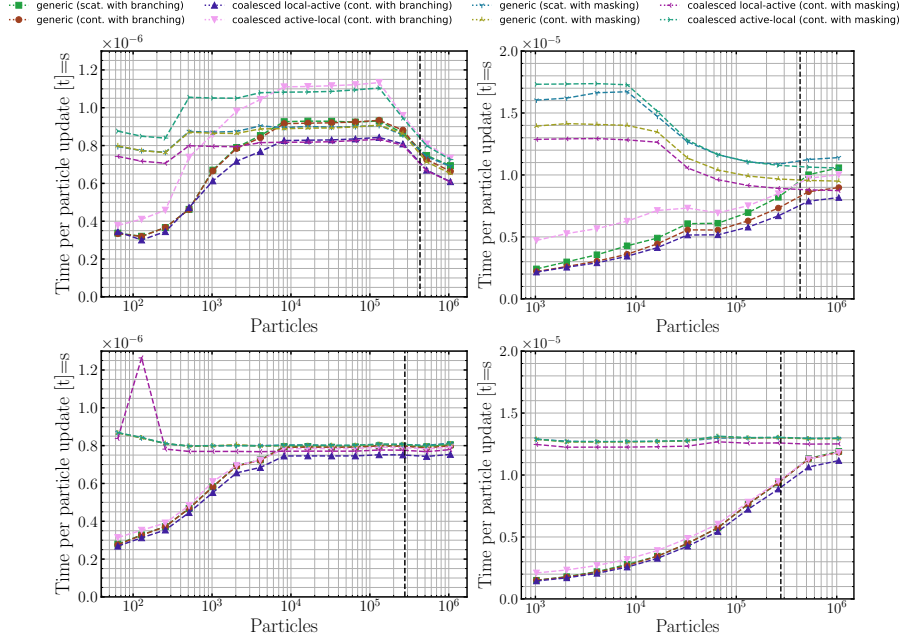 generic (scat. with branching) coalesced local-active (cont. with branching) generic (scat. with masking) coalesced local-active (cont. with masking)
generic (cont. with branching) coalesced active-local (cont. with branching) generic (cont. with masking) coalesced active-local (cont. with masking)
×10⁻⁶ ×10⁻⁵
Time per particle update [t]=s
1.2
1.0
0.8
0.6
0.4
0.2
0.0
10² 10³ 10⁴ 10⁵ 10⁶
Particles
Time per particle update [t]=s
2.0
1.5
1.0
0.5
0.0
10³ 10⁴ 10⁵ 10⁶
Particles
×10⁻⁶ ×10⁻⁵
Time per particle update [t]=s
1.2
1.0
0.8
0.6
0.4
0.2
0.0
10² 10³ 10⁴ 10⁵ 10⁶
Particles
Time per particle update [t]=s
2.0
1.5
1.0
0.5
0.0
10³ 10⁴ 10⁵ 10⁶
Particles